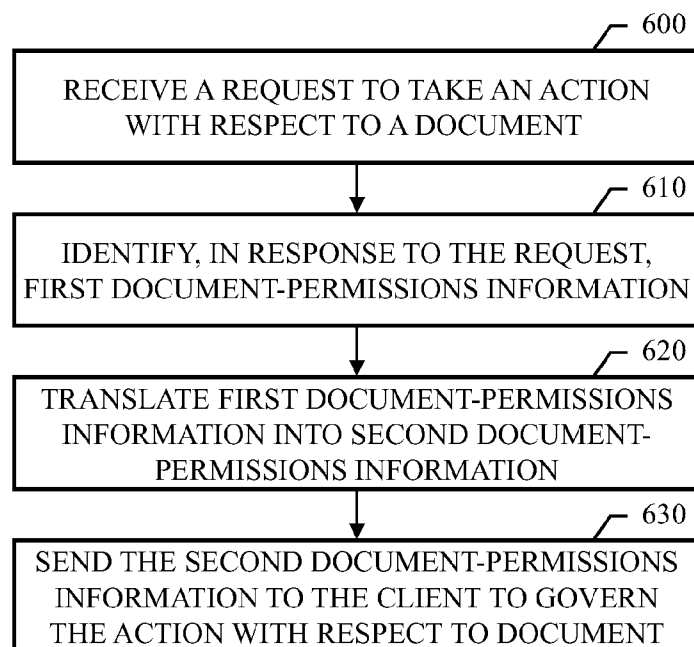 600
RECEIVE A REQUEST TO TAKE AN ACTION
WITH RESPECT TO A DOCUMENT
610
IDENTIFY, IN RESPONSE TO THE REQUEST,
FIRST DOCUMENT-PERMISSIONS INFORMATION
620
TRANSLATE FIRST DOCUMENT-PERMISSIONS
INFORMATION INTO SECOND DOCUMENT-
PERMISSIONS INFORMATION
630
SEND THE SECOND DOCUMENT-PERMISSIONS
INFORMATION TO THE CLIENT TO GOVERN
THE ACTION WITH RESPECT TO DOCUMENT